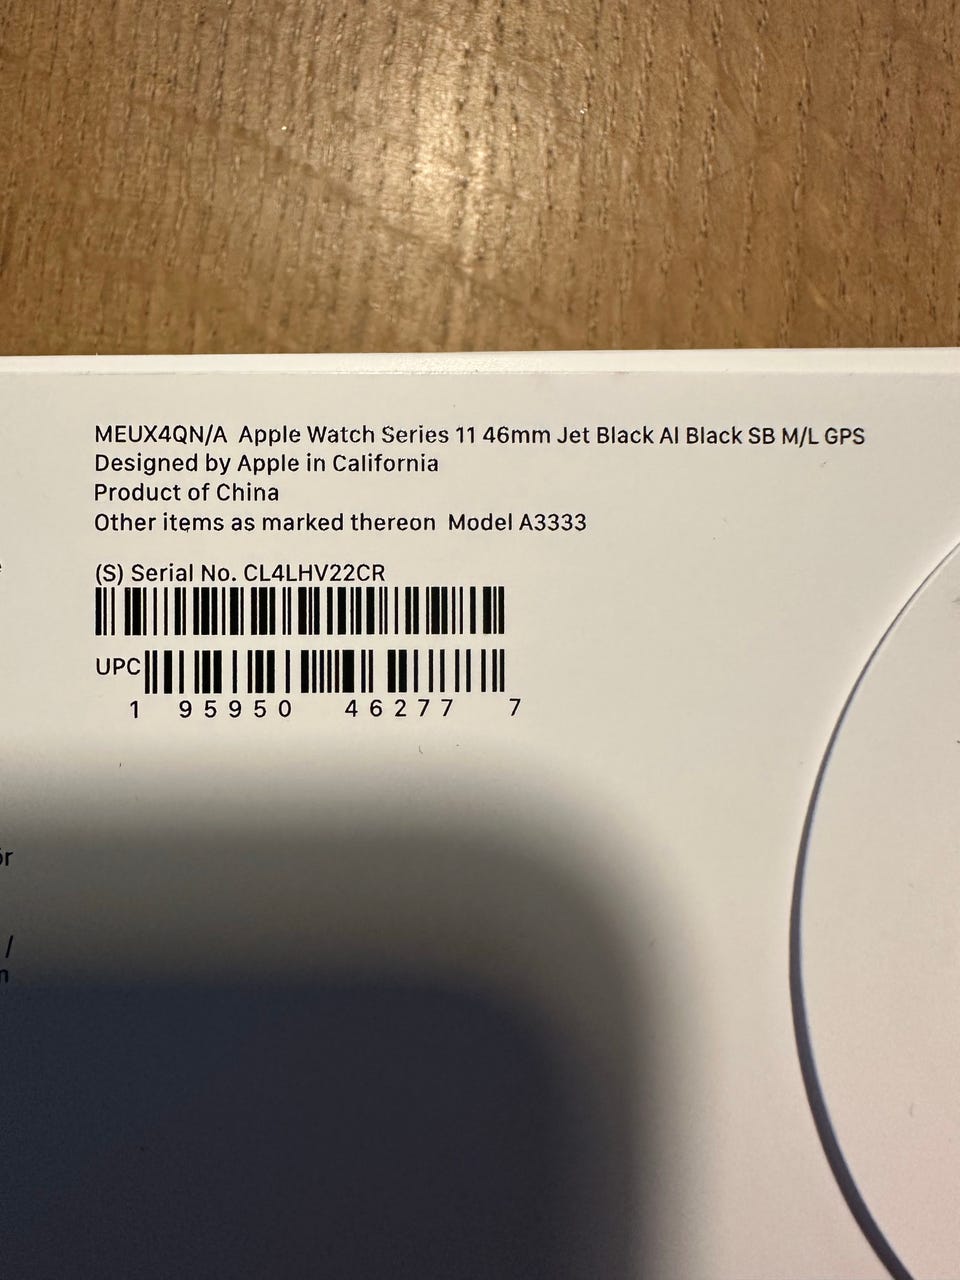 MEUX4QN/A Apple Watch Series 11 46mm Jet Black Al Black SB M/L GPS
Designed by Apple in California
Product of China
Other items as marked thereon Model A3333
(S) Serial No. CL4LHV22CR
UPC
1 95950 46277 7
ör
/